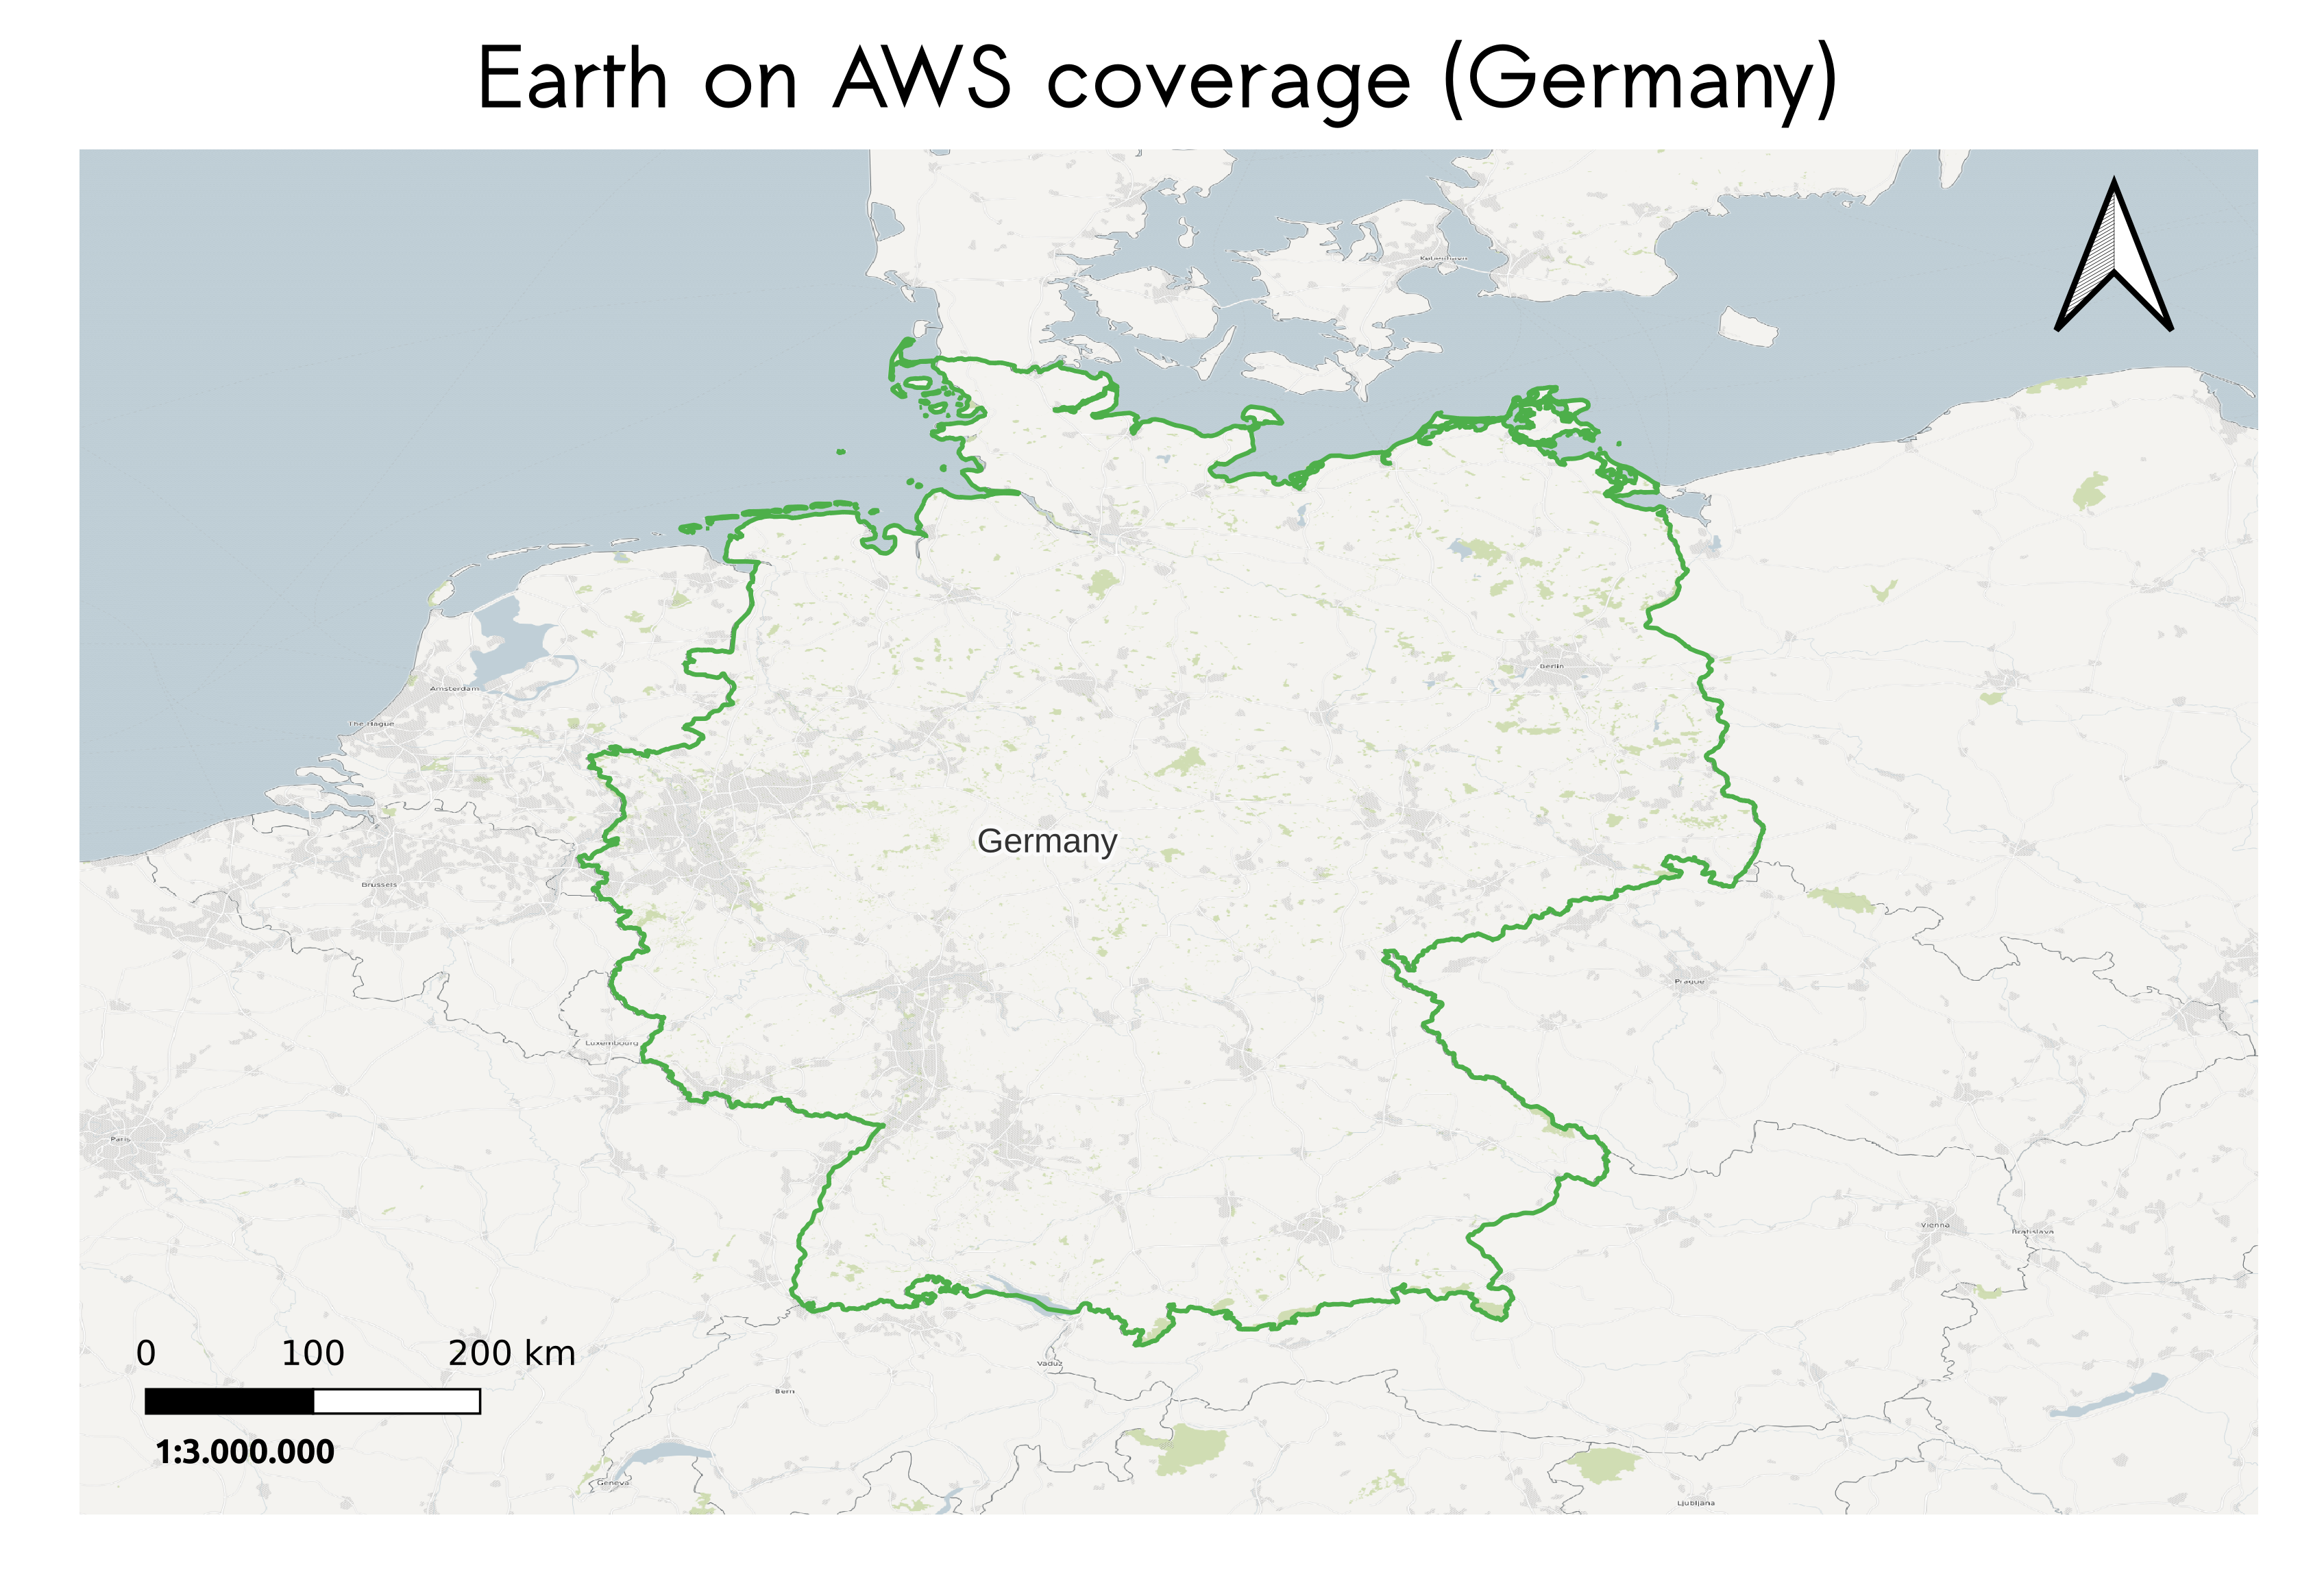 Earth on AWS coverage (Germany)
København
Berlin
Amsterdam
The Hague
Germany
Brussels
Prague
Luxembourg
Paris
Vienna
Bratislava
0 100 200 km
Vaduz
Bern
1:3.000.000
Geneva
Ljubljana